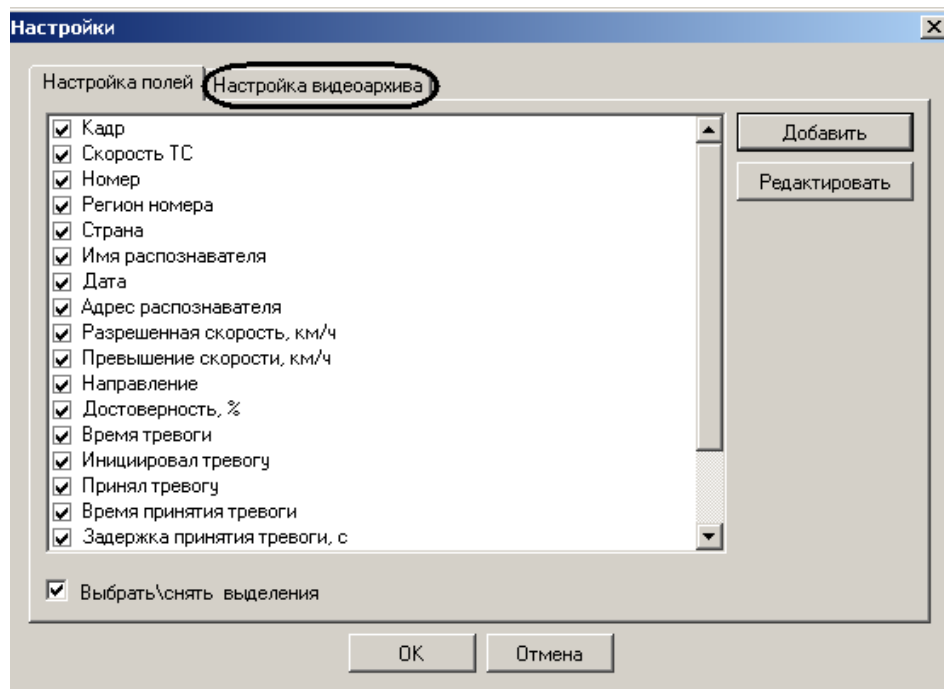 Настройки
Настройка полей Настройка видеоархива
Кадр
Скорость ТС
Номер
Регион номера
Страна
Имя распознавателя
Дата
Адрес распознавателя
Разрешенная скорость, км/ч
Превышение скорости, км/ч
Направление
Достоверность, %
Время тревоги
Инициировал тревогу
Принял тревогу
Время принятия тревоги
Задержка принятия тревоги, с
Добавить
Редактировать
Выбрать\снять выделения
OK Отмена